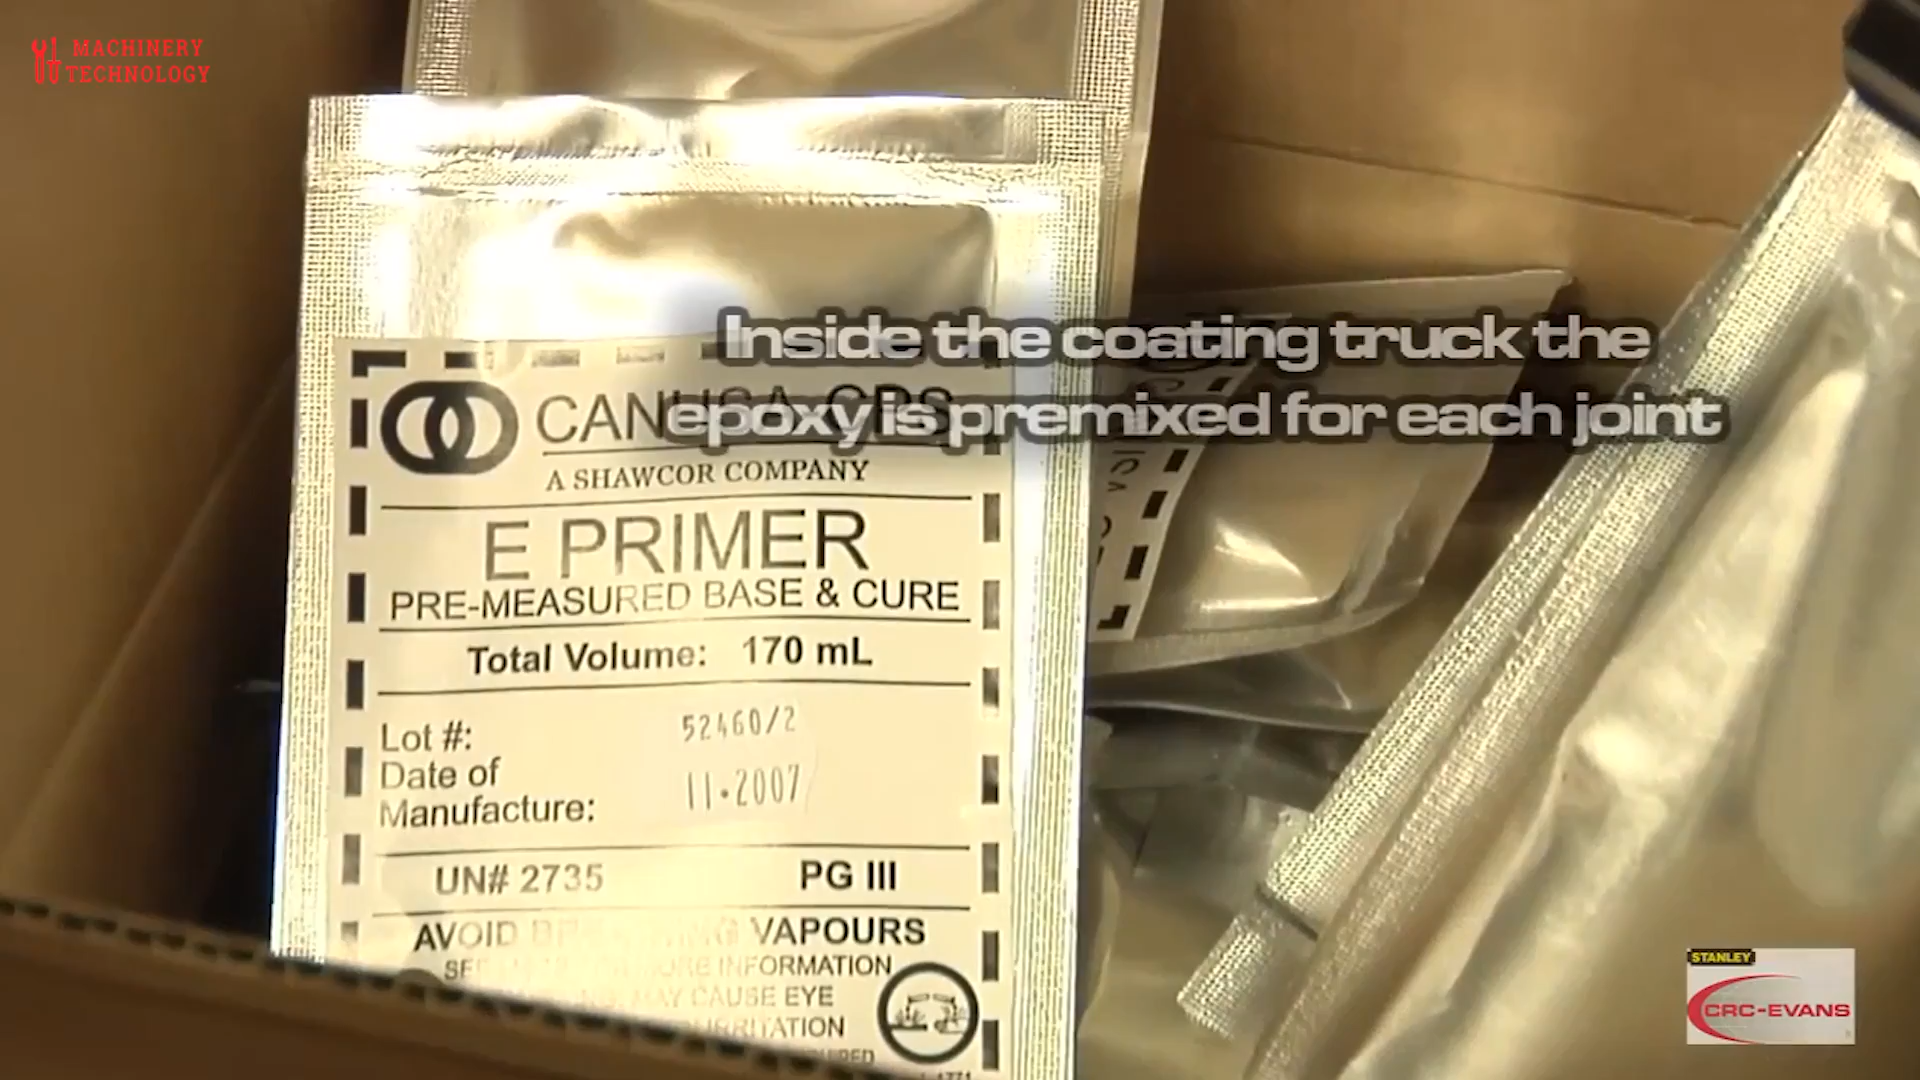 MACHINERY
TECHNOLOGY
Inside the coating truck the
epoxy is premixed for each joint
CANUSA-CPS
A SHAWCOR COMPANY
E PRIMER
PRE-MEASURED BASE & CURE
Total Volume: 170 mL
Lot #: 52460/2
Date of
Manufacture: 11•2007
UN# 2735 PG III
AVOID BREATHING VAPOURS
MORE INFORMATION
MAY CAUSE EYE
IRRITATION
STANLEY
CRC-EVANS